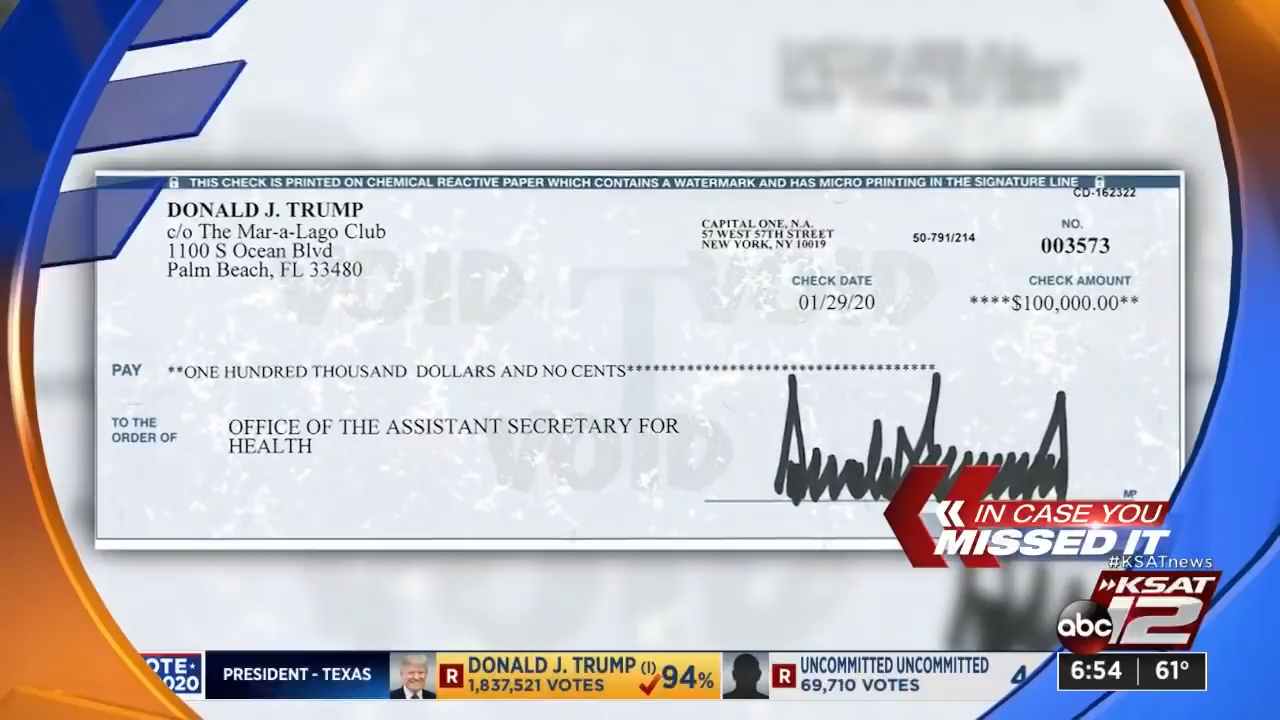 THIS CHECK IS PRINTED ON CHEMICAL REACTIVE PAPER WHICH CONTAINS A WATERMARK AND HAS MICRO PRINTING IN THE SIGNATURE LINE
CD-162322
DONALD J. TRUMP
c/o The Mar-a-Lago Club
1100 S Ocean Blvd
Palm Beach, FL 33480
CAPITAL ONE, N.A.
57 WEST 57TH STREET
NEW YORK, NY 10019
50-791/214
NO.
003573
CHECK DATE
01/29/20
CHECK AMOUNT
****$100,000.00**
VOID VOID
PAY **ONE HUNDRED THOUSAND DOLLARS AND NO CENTS***********************************
TO THE
ORDER OF
OFFICE OF THE ASSISTANT SECRETARY FOR
HEALTH
VOID
MP
IN CASE YOU
MISSED IT
#KSATnews
KSAT
abc 12
OTE
020
PRESIDENT - TEXAS
R DONALD J. TRUMP (I)
1,837,521 VOTES
94%
R UNCOMMITTED UNCOMMITTED
69,710 VOTES
6:54 61°